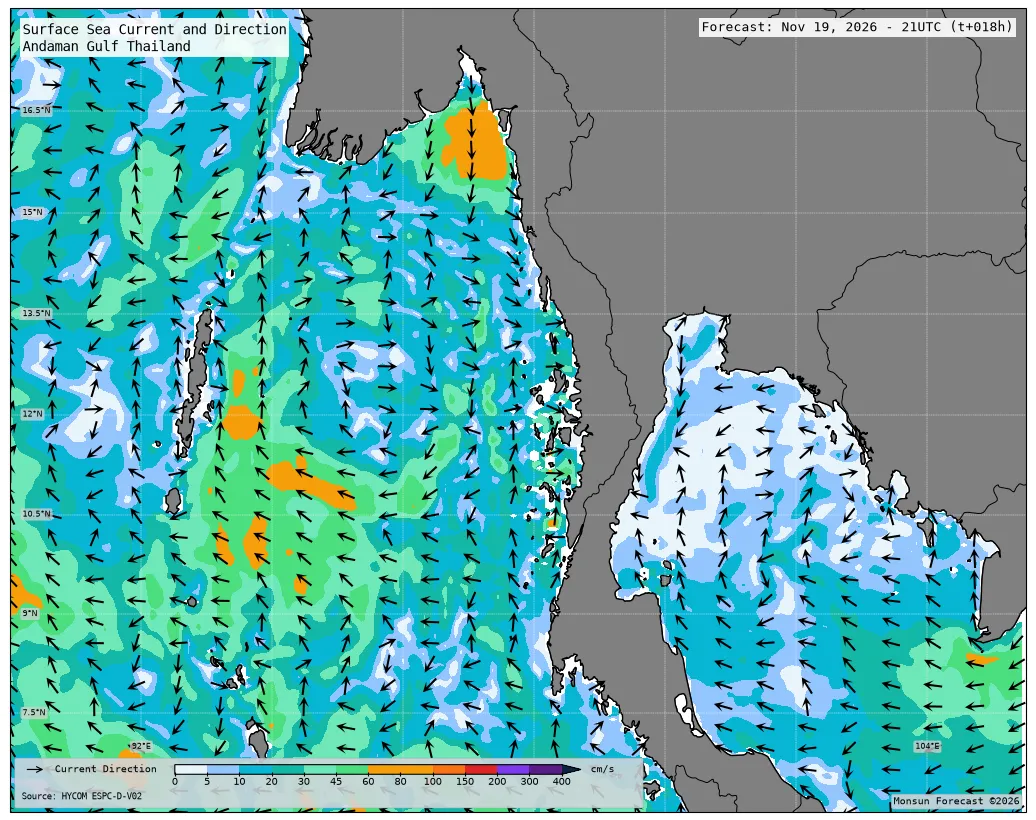 Surface Sea Current and Direction
Andaman Gulf Thailand
Forecast: Nov 19, 2026 - 21UTC (t+018h)
16.5°N
15°N
13.5°N
12°N
10.5°N
9°N
7.5°N
92°E
104°E
Current Direction
0 5 10 20 30 45 60 80 100 150 200 300 400 cm/s
Source: HYCOM ESPC-D-V02
Monsun Forecast ©2026